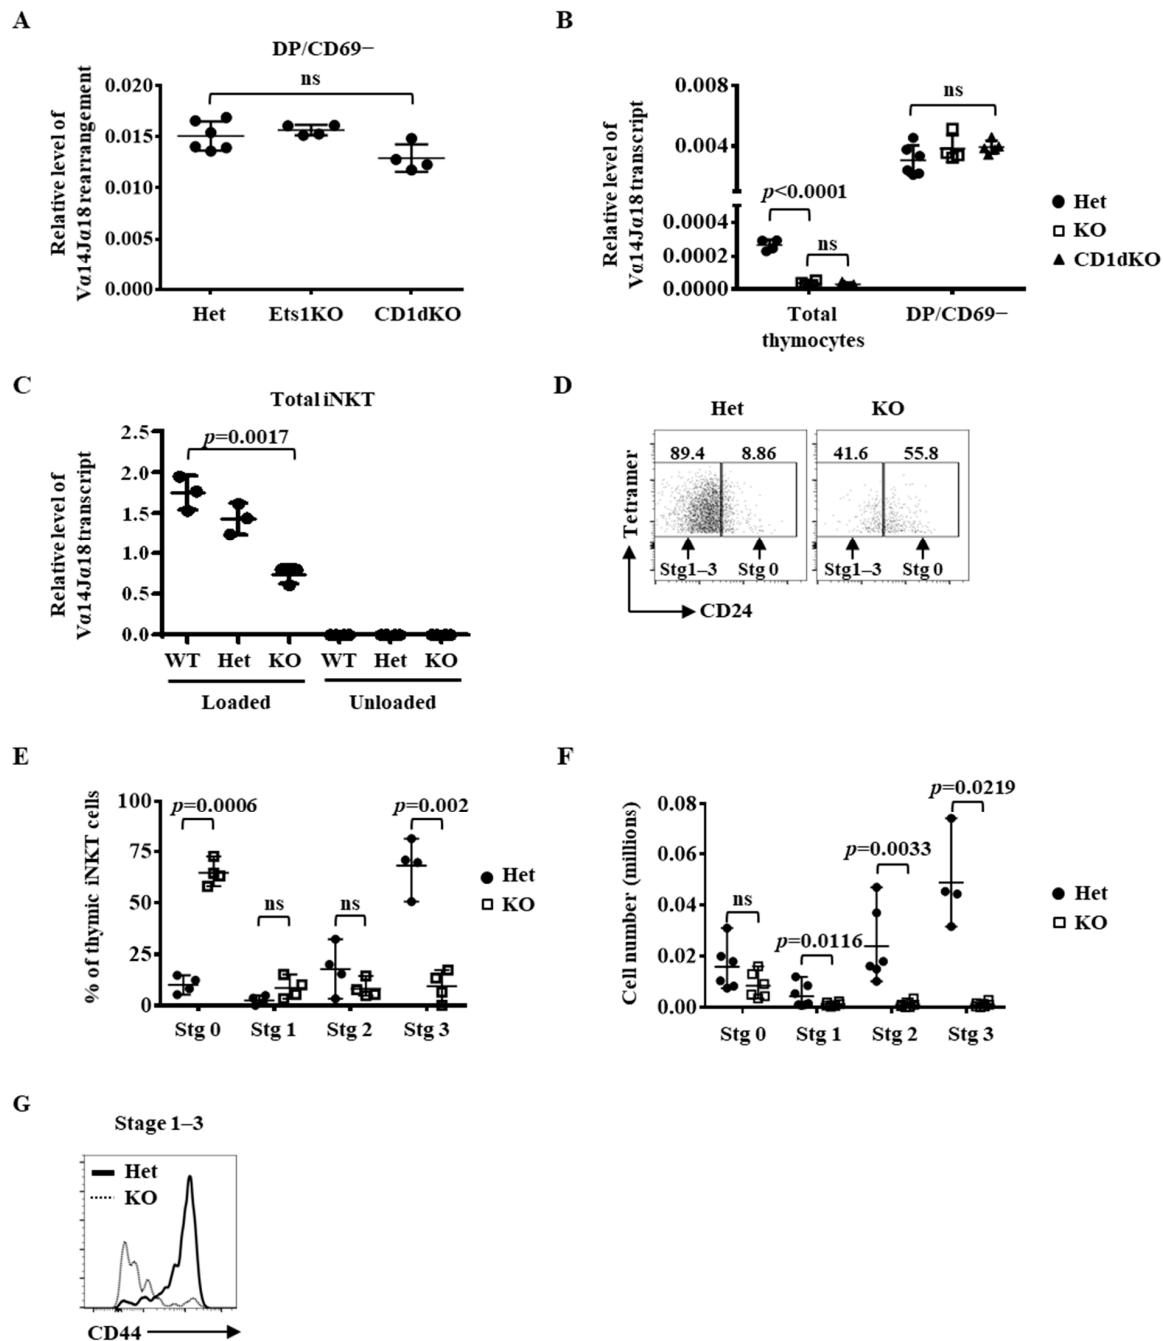 A
DP/CD69−
ns
Relative level of
Vα14Jα18 rearrangement
0.020
0.015
0.010
0.005
0.000
Het Ets1KO CD1dKO
B
Relative level of
Vα14Jα18 transcript
0.008
0.004
0.0004
0.0002
0.0000
ns
p<0.0001
ns
Total
thymocytes
DP/CD69−
Het
KO
CD1dKO
C
Total iNKT
p=0.0017
Relative level of
Vα14Jα18 transcript
2.5
2.0
1.5
1.0
0.5
0.0
WT Het KO WT Het KO
Loaded Unloaded
D
Het KO
89.4 8.86 41.6 55.8
Tetramer
Stg1–3 Stg 0 Stg1–3 Stg 0
CD24
E
% of thymic iNKT cells
100
75
50
25
0
p=0.0006
ns
ns
p=0.002
Stg 0 Stg 1 Stg 2 Stg 3
Het
KO
F
Cell number (millions)
0.08
0.06
0.04
0.02
0.00
ns
p=0.0116
p=0.0033
p=0.0219
Stg 0 Stg 1 Stg 2 Stg 3
Het
KO
G
Stage 1–3
Het
KO
CD44